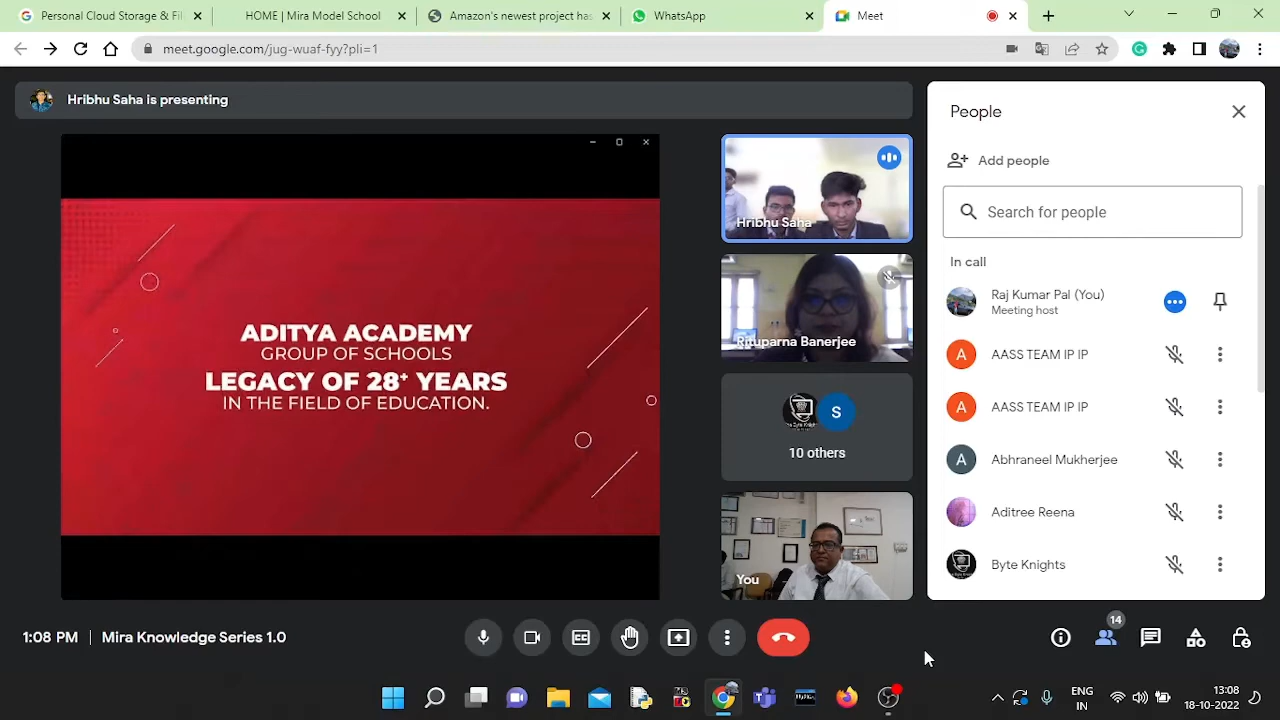 Personal Cloud Storage & Fil
HOME | Mira Model School
Amazon's newest project has
WhatsApp
Meet
meet.google.com/jug-wuaf-fyy?pli=1
Hribhu Saha is presenting
ADITYA ACADEMY
GROUP OF SCHOOLS
LEGACY OF 28+ YEARS
IN THE FIELD OF EDUCATION.
Hribhu Saha
Rituparna Banerjee
S
10 others
You
People
Add people
Search for people
In call
Raj Kumar Pal (You)
Meeting host
A AASS TEAM IP IP
A AASS TEAM IP IP
A Abhraneel Mukherjee
Aditree Reena
Byte Knights
1:08 PM | Mira Knowledge Series 1.0
14
ENG
IN
13:08
18-10-2022